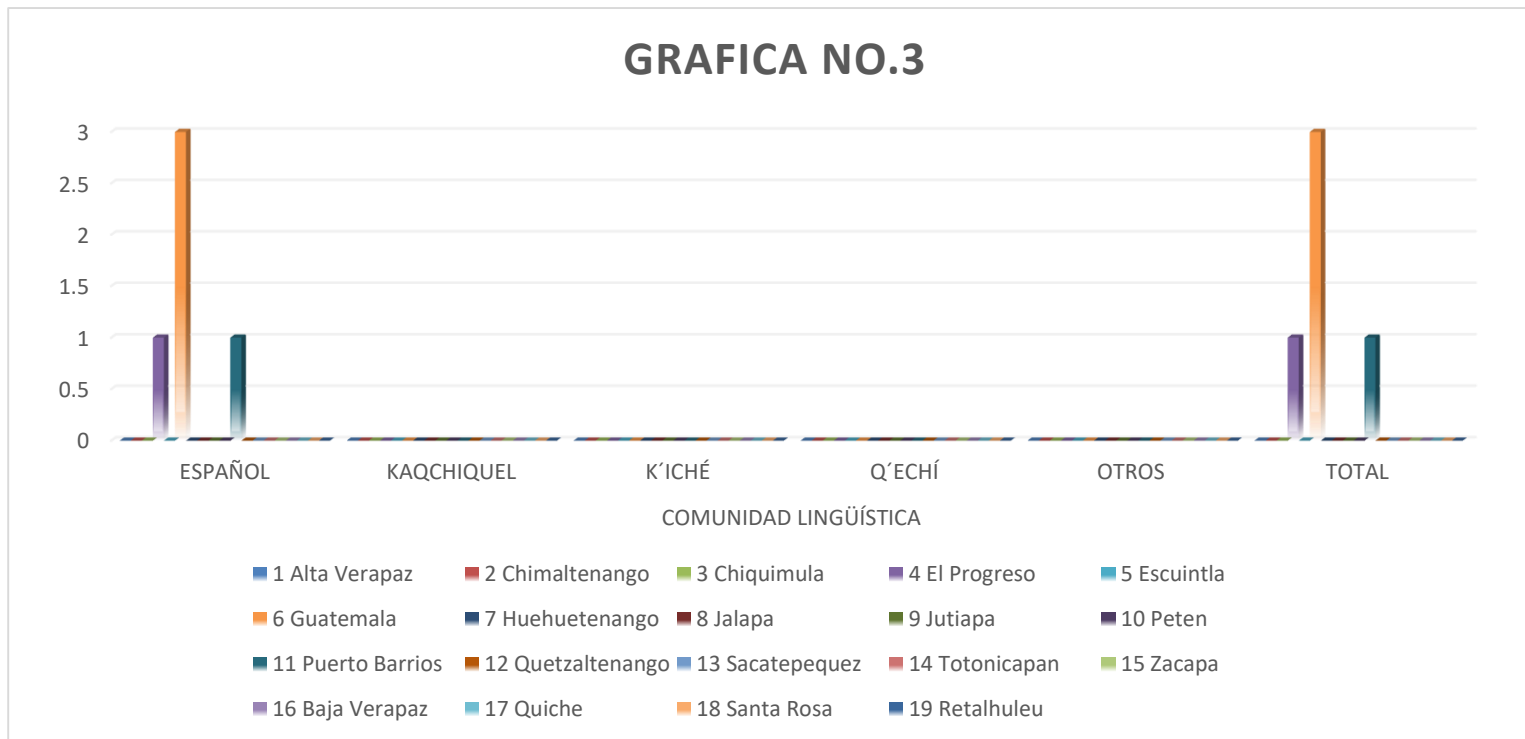 GRAFICA NO.3
3
2.5
2
1.5
1
0.5
0
ESPAÑOL KAQCHIQUEL K´ICHÉ Q´ECHÍ OTROS TOTAL
COMUNIDAD LINGÜÍSTICA
1 Alta Verapaz 2 Chimaltenango 3 Chiquimula 4 El Progreso 5 Escuintla
6 Guatemala 7 Huehuetenango 8 Jalapa 9 Jutiapa 10 Peten
11 Puerto Barrios 12 Quetzaltenango 13 Sacatepequez 14 Totonicapan 15 Zacapa
16 Baja Verapaz 17 Quiche 18 Santa Rosa 19 Retalhuleu